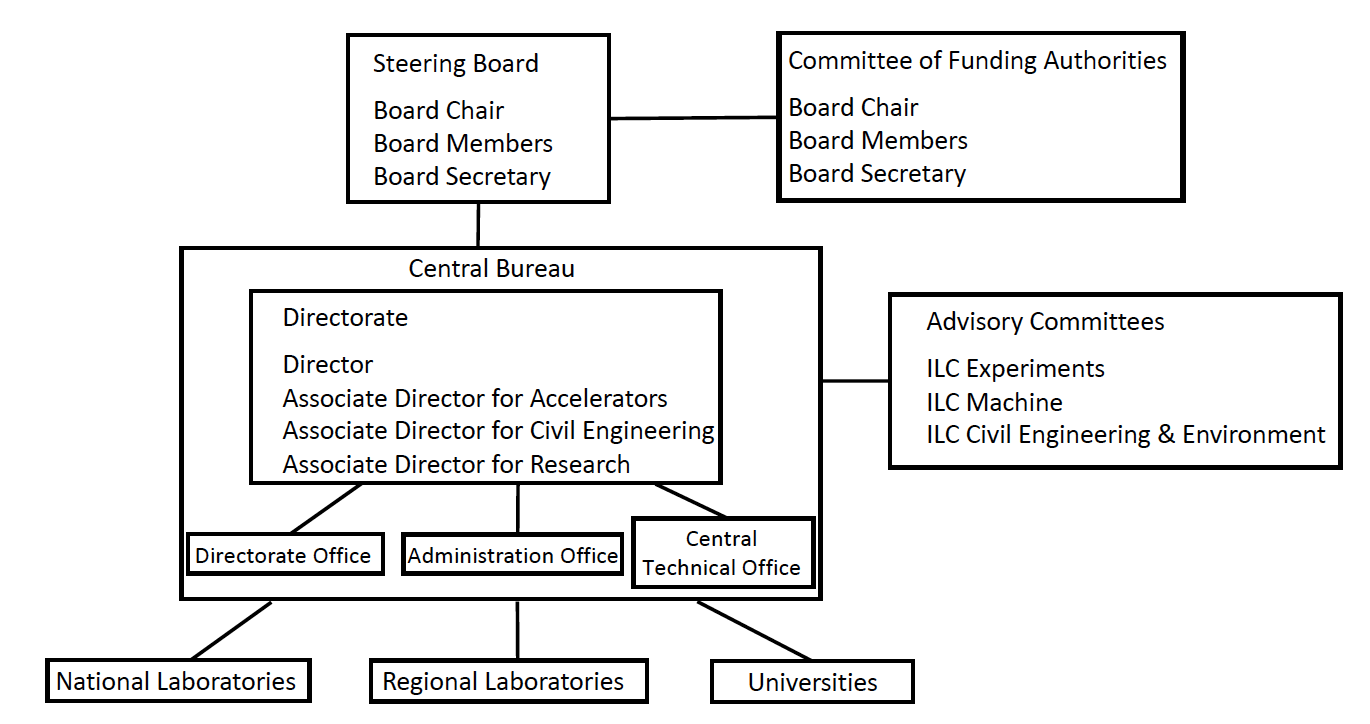 Steering Board
Board Chair
Board Members
Board Secretary
Committee of Funding Authorities
Board Chair
Board Members
Board Secretary
Central Bureau
Directorate
Director
Associate Director for Accelerators
Associate Director for Civil Engineering
Associate Director for Research
Advisory Committees
ILC Experiments
ILC Machine
ILC Civil Engineering & Environment
Directorate Office
Administration Office
Central
Technical Office
National Laboratories
Regional Laboratories
Universities